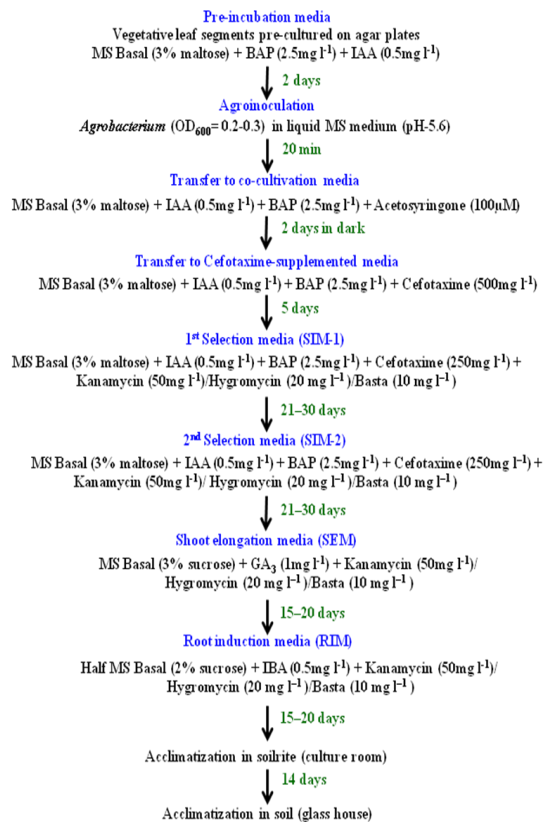 Pre-incubation media
Vegetative leaf segments pre-cultured on agar plates
MS Basal (3% maltose) + BAP (2.5mg l⁻¹) + IAA (0.5mg l⁻¹)
2 days
Agroinoculation
Agrobacterium (OD₆₀₀= 0.2-0.3) in liquid MS medium (pH-5.6)
20 min
Transfer to co-cultivation media
MS Basal (3% maltose) + IAA (0.5mg l⁻¹) + BAP (2.5mg l⁻¹) + Acetosyringone (100µM)
2 days in dark
Transfer to Cefotaxime-supplemented media
MS Basal (3% maltose) + IAA (0.5mg l⁻¹) + BAP (2.5mg l⁻¹) + Cefotaxime (500mg l⁻¹)
5 days
1st Selection media (SIM-1)
MS Basal (3% maltose) + IAA (0.5mg l⁻¹) + BAP (2.5mg l⁻¹) + Cefotaxime (250mg l⁻¹) +
Kanamycin (50mg l⁻¹)/Hygromycin (20 mg l⁻¹)/Basta (10 mg l⁻¹)
21–30 days
2nd Selection media (SIM-2)
MS Basal (3% maltose) + IAA (0.5mg l⁻¹) + BAP (2.5mg l⁻¹) + Cefotaxime (250mg l⁻¹) +
Kanamycin (50mg l⁻¹)/ Hygromycin (20 mg l⁻¹)/Basta (10 mg l⁻¹)
21–30 days
Shoot elongation media (SEM)
MS Basal (3% sucrose) + GA₃ (1mg l⁻¹) + Kanamycin (50mg l⁻¹)/
Hygromycin (20 mg l⁻¹)/Basta (10 mg l⁻¹)
15–20 days
Root induction media (RIM)
Half MS Basal (2% sucrose) + IBA (0.5mg l⁻¹) + Kanamycin (50mg l⁻¹)/
Hygromycin (20 mg l⁻¹)/Basta (10 mg l⁻¹)
15–20 days
Acclimatization in soilrite (culture room)
14 days
Acclimatization in soil (glass house)